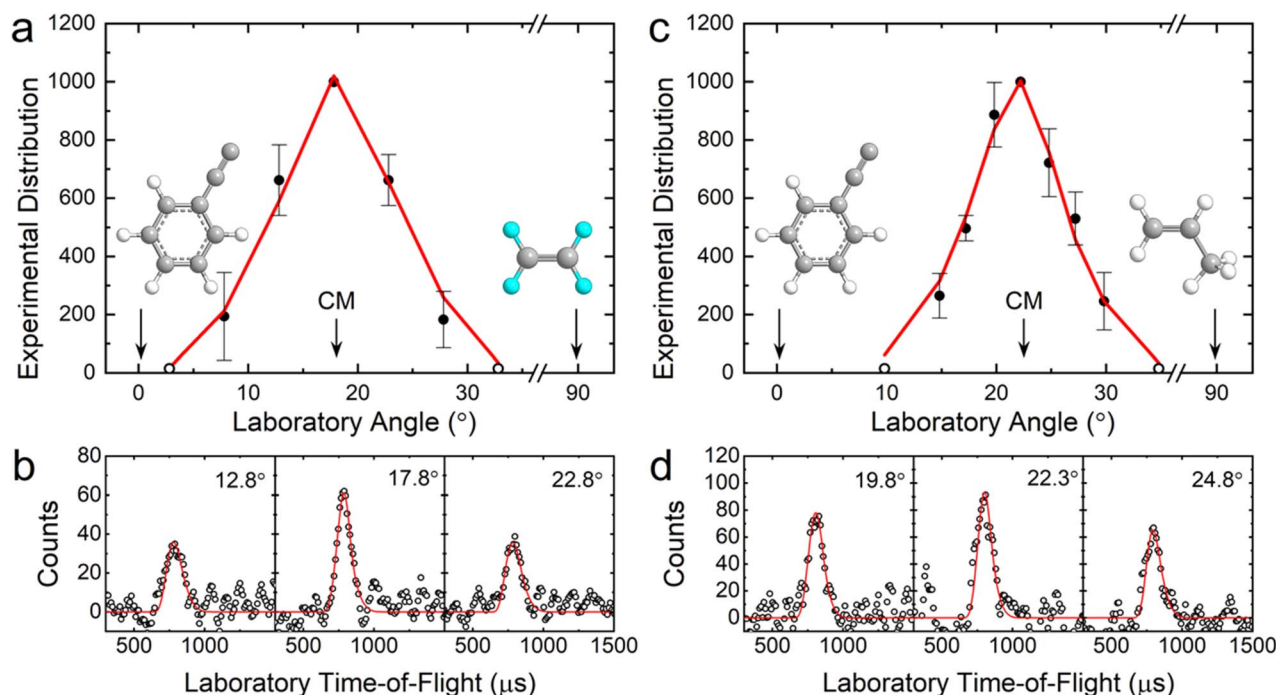 a
1200
1000
800
600
400
200
0
Experimental Distribution
CM
0 10 20 30 90
Laboratory Angle (°)
c
1200
1000
800
600
400
200
0
Experimental Distribution
CM
0 10 20 30 90
Laboratory Angle (°)
b
80
60
40
20
0
Counts
12.8° 17.8° 22.8°
500 1000 500 1000 500 1000 1500
Laboratory Time-of-Flight (μs)
d
120
100
80
60
40
20
0
Counts
19.8° 22.3° 24.8°
500 1000 500 1000 500 1000 1500
Laboratory Time-of-Flight (μs)